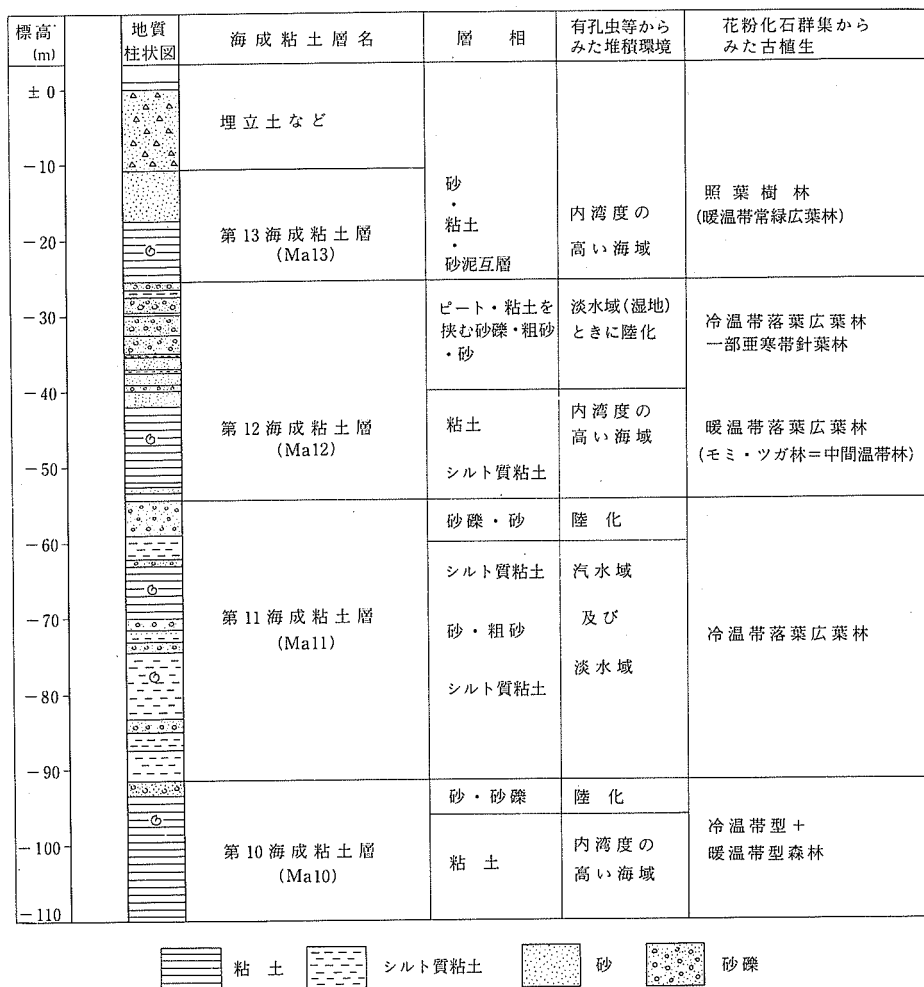 標高
(m)
地質
柱状図
海成粘土層名
層相
有孔虫等から
みた堆積環境
花粉化石群集から
みた古植生
±0
-10
-20
-30
-40
-50
-60
-70
-80
-90
-100
-110
埋立土など
第13海成粘土層
(Ma13)
砂
・
粘土
・
砂泥互層
内湾度の
高い海域
照葉樹林
(暖温帯常緑広葉林)
第12海成粘土層
(Ma12)
ピート・粘土を
挟む砂礫・粗砂
・砂
淡水域(湿地)
ときに陸化
冷温帯落葉広葉林
一部亜寒帯針葉林
粘土
シルト質粘土
内湾度の
高い海域
暖温帯落葉広葉林
(モミ・ツガ林=中間温帯林)
第11海成粘土層
(Ma11)
砂礫・砂
陸化
シルト質粘土
砂・粗砂
シルト質粘土
汽水域
及び
淡水域
冷温帯落葉広葉林
第10海成粘土層
(Ma10)
砂・砂礫
陸化
粘土
内湾度の
高い海域
冷温帯型+
暖温帯型森林
粘土
シルト質粘土
砂
砂礫